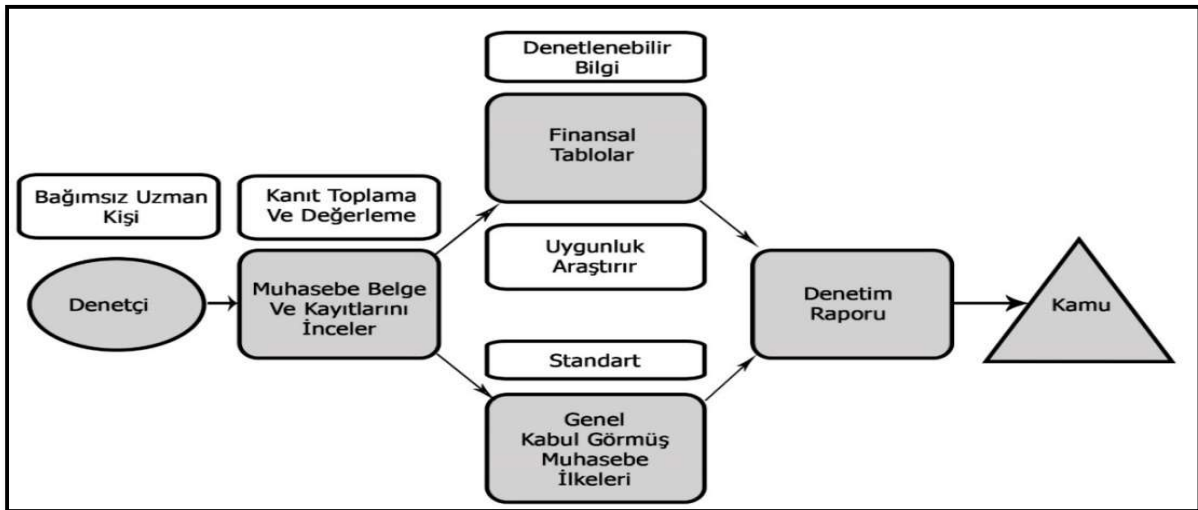 Bağımsız Uzman
Kişi
Denetçi
Kanıt Toplama
Ve Değerleme
Muhasebe Belge
Ve Kayıtlarını
İnceler
Denetlenebilir
Bilgi
Finansal
Tablolar
Uygunluk
Araştırır
Standart
Genel
Kabul Görmüş
Muhasebe
İlkeleri
Denetim
Raporu
Kamu